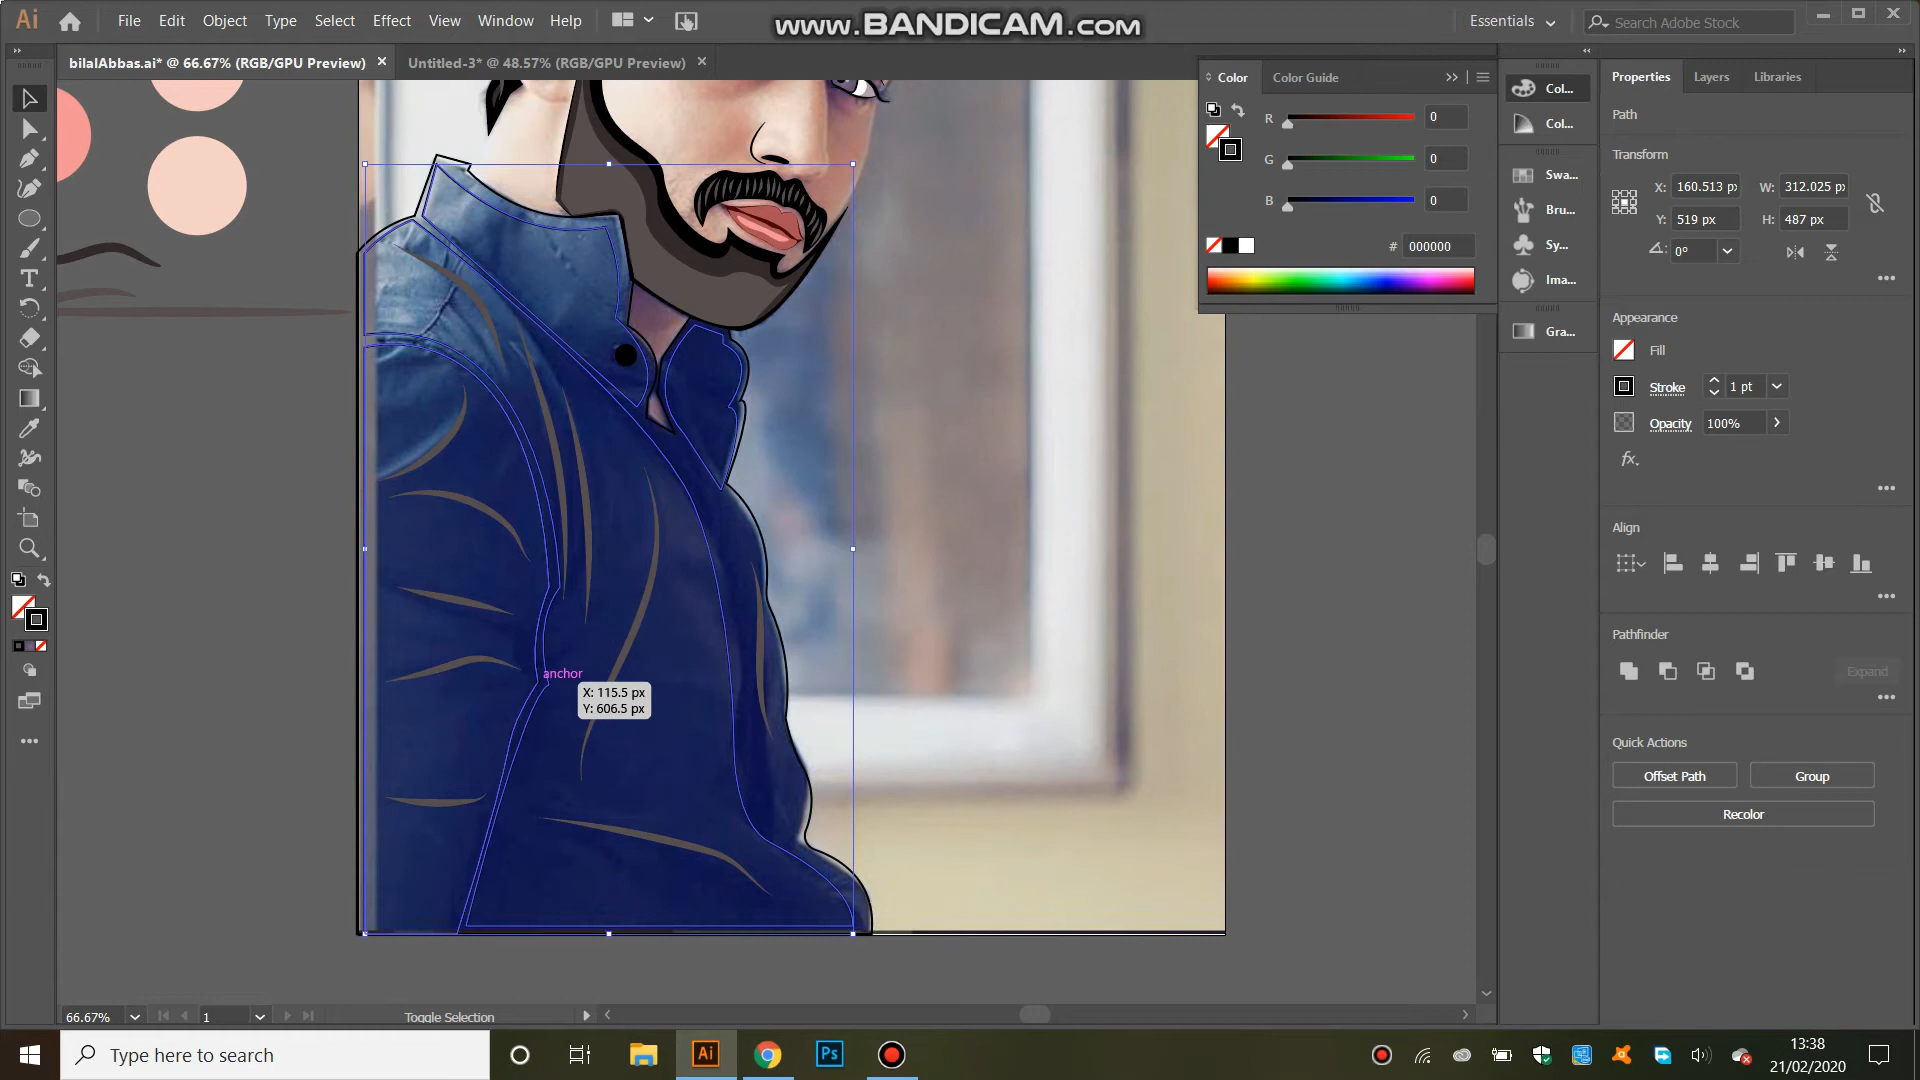 Ai File Edit Object Type Select Effect View Window Help
www.BANDICAM.com
Essentials
Search Adobe Stock
bilalAbbas.ai* @ 66.67% (RGB/GPU Preview)
Untitled-3* @ 48.57% (RGB/GPU Preview)
Color
Color Guide
R 0
G 0
B 0
# 000000
Col...
Col...
Swa...
Bru...
Sy...
Ima...
Gra...
Properties Layers Libraries
Path
Transform
X: 160.513 px W: 312.025 px
Y: 519 px H: 487 px
0°
Appearance
Fill
Stroke 1 pt
Opacity 100%
fx.
Align
Pathfinder
Expand
Quick Actions
Offset Path Group
Recolor
anchor
X: 115.5 px
Y: 606.5 px
66.67% 1 Toggle Selection
Type here to search
Ai
Ps
13:38
21/02/2020